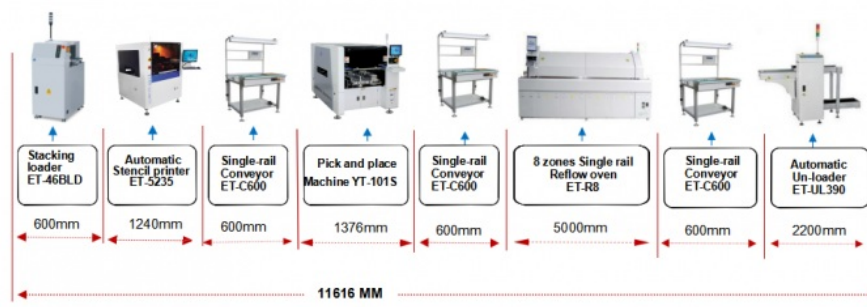 Stacking
loader
ET-46BLD
Automatic
Stencil printer
ET-5235
Single-rail
Conveyor
ET-C600
Pick and place
Machine YT-101S
Single-rail
Conveyor
ET-C600
8 zones Single rail
Reflow oven
ET-R8
Single-rail
Conveyor
ET-C600
Automatic
Un-loader
ET-UL390
600mm
1240mm
600mm
1376mm
600mm
5000mm
600mm
2200mm
11616 MM